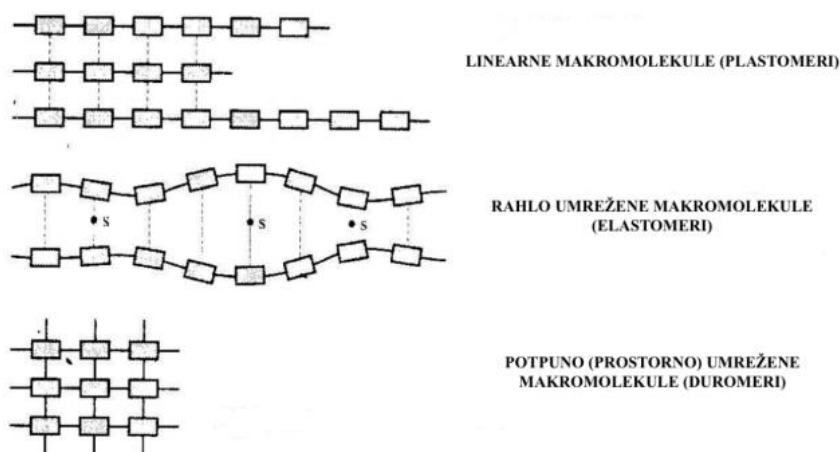 LINEARNE MAKROMOLEKULE (PLASTOMERI)
S
S
S
RAHLO UMREŽENE MAKROMOLEKULE
(ELASTOMERI)
POTPUNO (PROSTORNO) UMREŽENE
MAKROMOLEKULE (DUROMERI)